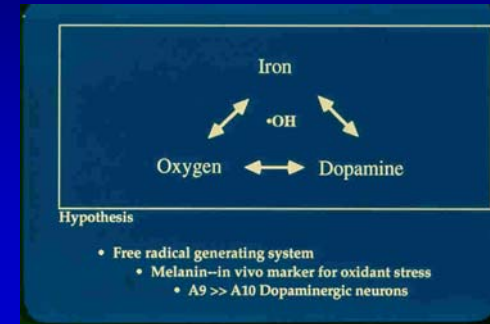 Iron
•OH
Oxygen Dopamine
Hypothesis
• Free radical generating system
• Melanin--in vivo marker for oxidant stress
• A9 >> A10 Dopaminergic neurons